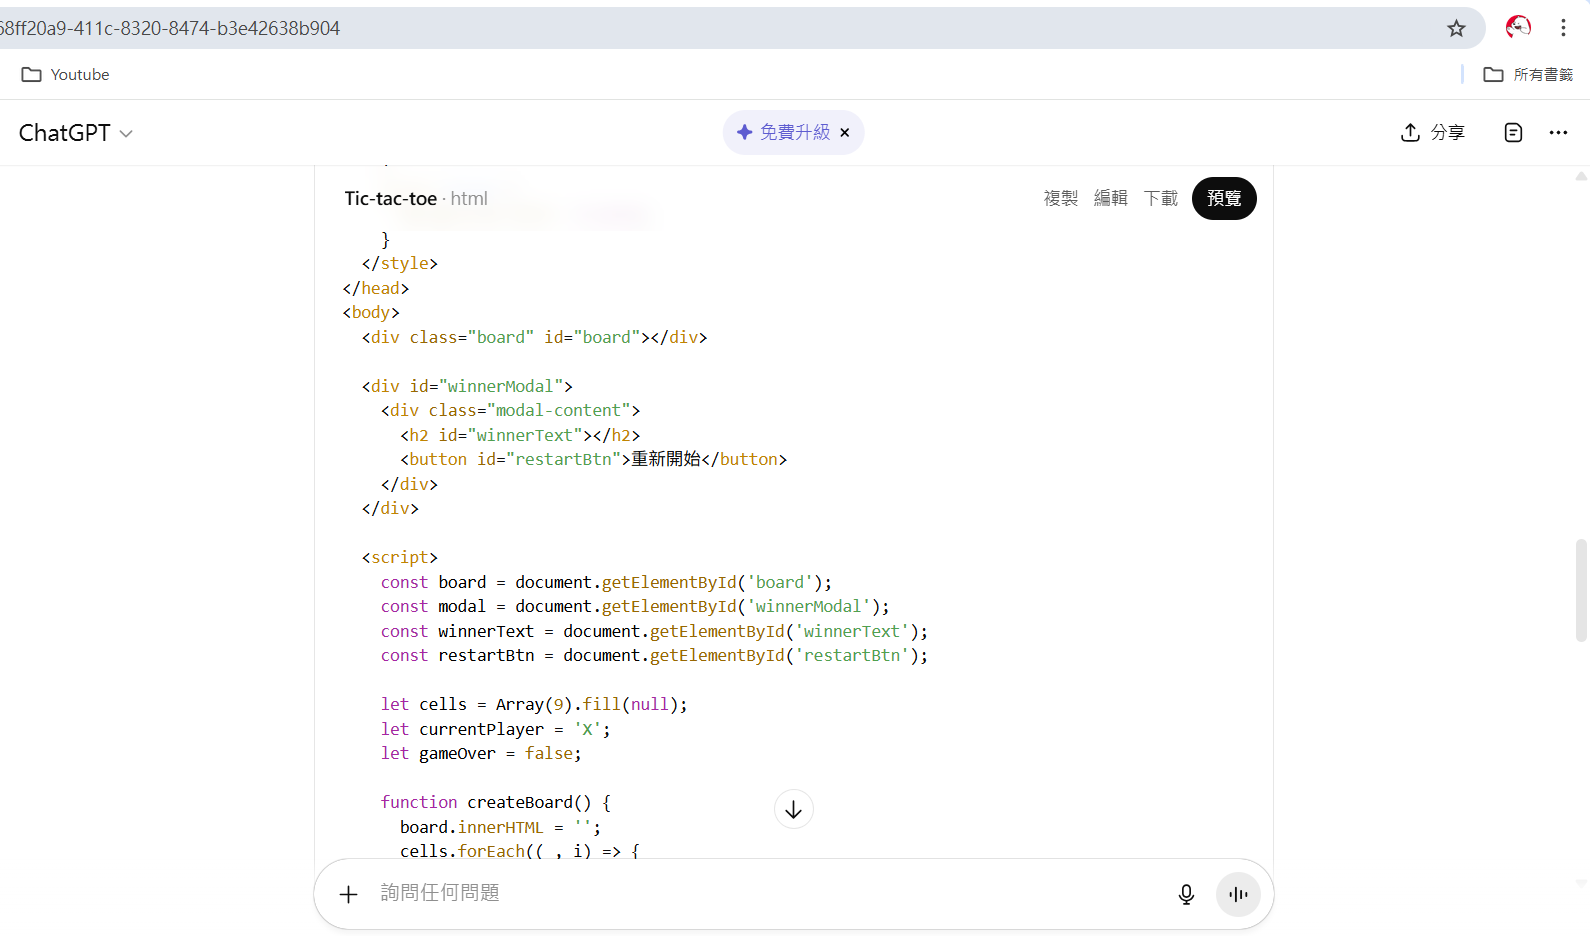 68ff20a9-411c-8320-8474-b3e42638b904
Youtube
所有書籤
ChatGPT
免費升級
分享
Tic-tac-toe · html
複製 編輯 下載 預覽
}
</style>
</head>
<body>
<div class="board" id="board"></div>
<div id="winnerModal">
<div class="modal-content">
<h2 id="winnerText"></h2>
<button id="restartBtn">重新開始</button>
</div>
</div>
<script>
const board = document.getElementById('board');
const modal = document.getElementById('winnerModal');
const winnerText = document.getElementById('winnerText');
const restartBtn = document.getElementById('restartBtn');
let cells = Array(9).fill(null);
let currentPlayer = 'X';
let gameOver = false;
function createBoard() {
board.innerHTML = '';
cells.forEach((_, i) => {
詢問任何問題